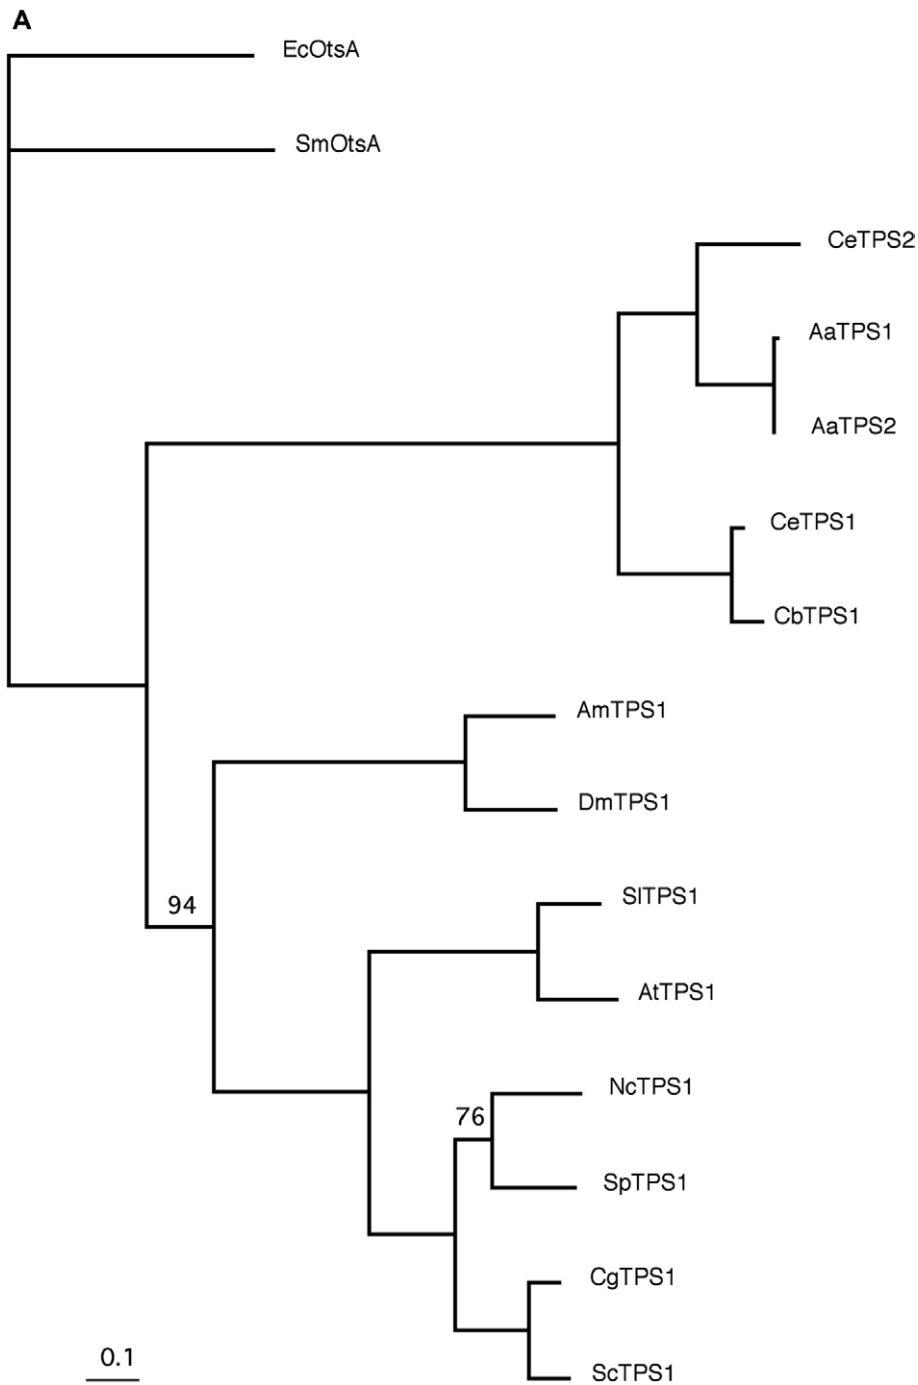 A
EcOtsA
SmOtsA
CeTPS2
AaTPS1
AaTPS2
CeTPS1
CbTPS1
AmTPS1
DmTPS1
94
SlTPS1
AtTPS1
NcTPS1
76
SpTPS1
CgTPS1
0.1
ScTPS1